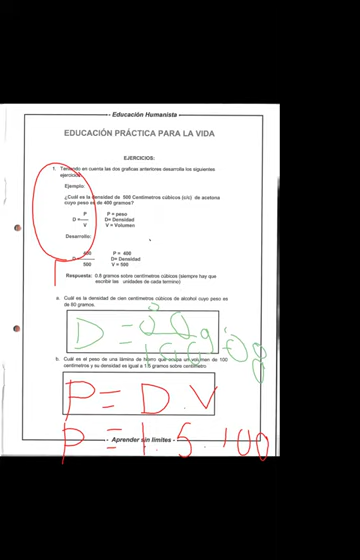 - Educación Humanista
EDUCACIÓN PRÁCTICA PARA LA VIDA
EJERCICIOS:
1. Teniendo en cuenta las dos graficas anteriores desarrolla los siguientes
ejercicios
Ejemplo:
¿Cuál es la densidad de 500 Centímetros cúbicos (c/c) de acetona
cuyo peso es de 400 gramos?
P P = peso
D= D= Densidad
V V = Volumen
Desarrollo:
400 P = 400
D= D= Densidad
500 V = 500
Respuesta: 0.8 gramos sobre centímetros cúbicos (siempre hay que
escribir las unidades de cada termino)
a. Cuál es la densidad de cien centímetros cúbicos de alcohol cuyo peso es
de 80 gramos.
D =
b. Cuál es el peso de una lámina de hierro que ocupa un volumen de 100
centímetros y su densidad es igual a 1.5 gramos sobre centímetro
P = D . V
P = 1.5 . 100
Aprender sin límites -